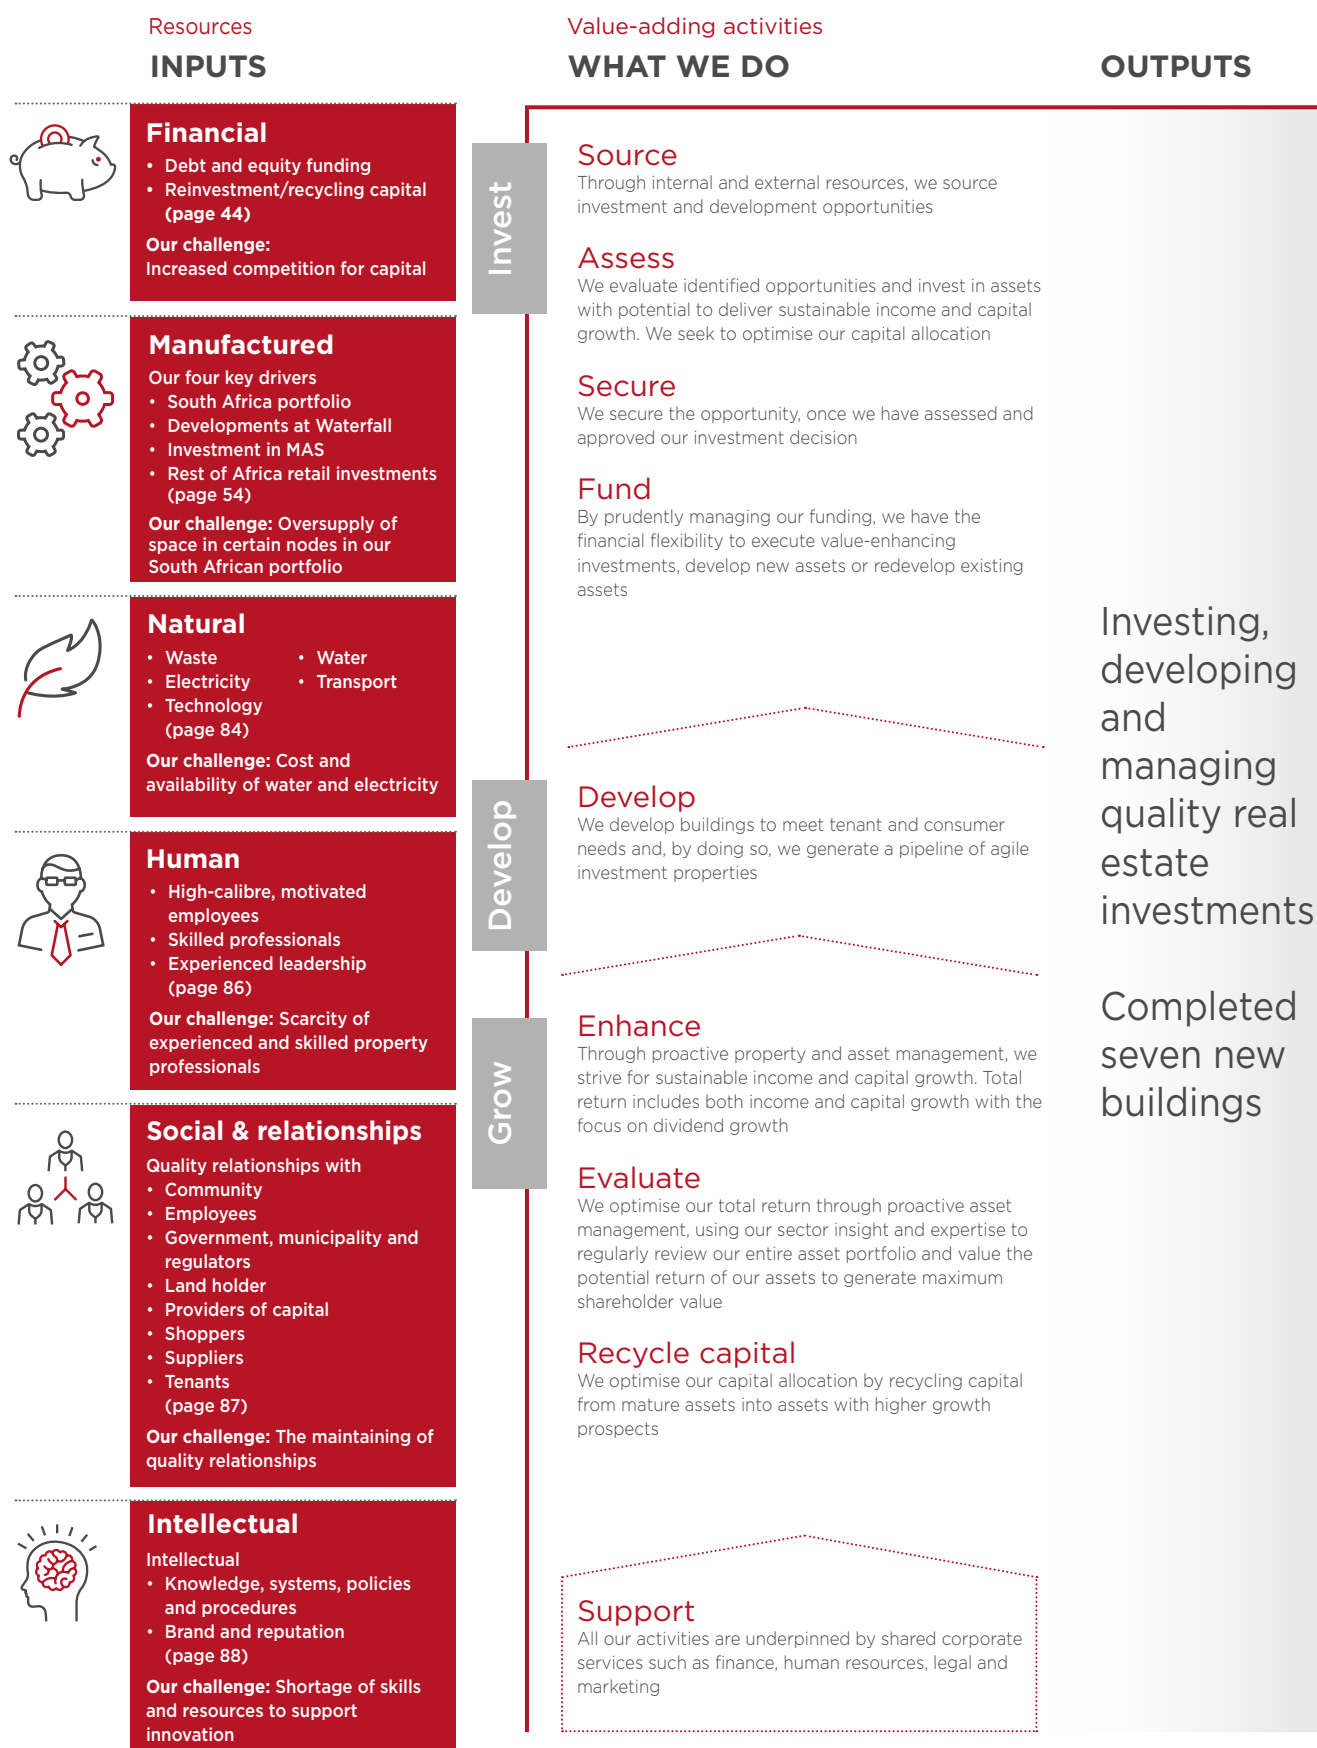 Resources
INPUTS
Financial
• Debt and equity funding
• Reinvestment/recycling capital
(page 44)
Our challenge:
Increased competition for capital
Manufactured
Our four key drivers
• South Africa portfolio
• Developments at Waterfall
• Investment in MAS
• Rest of Africa retail investments
(page 54)
Our challenge: Oversupply of
space in certain nodes in our
South African portfolio
Natural
• Waste
• Electricity
• Technology
(page 84)
• Water
• Transport
Our challenge: Cost and
availability of water and electricity
Human
• High-calibre, motivated
employees
• Skilled professionals
• Experienced leadership
(page 86)
Our challenge: Scarcity of
experienced and skilled property
professionals
Social & relationships
Quality relationships with
• Community
• Employees
• Government, municipality and
regulators
• Land holder
• Providers of capital
• Shoppers
• Suppliers
• Tenants
(page 87)
Our challenge: The maintaining of
quality relationships
Intellectual
Intellectual
• Knowledge, systems, policies
and procedures
• Brand and reputation
(page 88)
Our challenge: Shortage of skills
and resources to support
innovation
Value-adding activities
WHAT WE DO
Invest
Source
Through internal and external resources, we source
investment and development opportunities
Assess
We evaluate identified opportunities and invest in assets
with potential to deliver sustainable income and capital
growth. We seek to optimise our capital allocation
Secure
We secure the opportunity, once we have assessed and
approved our investment decision
Fund
By prudently managing our funding, we have the
financial flexibility to execute value-enhancing
investments, develop new assets or redevelop existing
assets
Develop
Develop
We develop buildings to meet tenant and consumer
needs and, by doing so, we generate a pipeline of agile
investment properties
Grow
Enhance
Through proactive property and asset management, we
strive for sustainable income and capital growth. Total
return includes both income and capital growth with the
focus on dividend growth
Evaluate
We optimise our total return through proactive asset
management, using our sector insight and expertise to
regularly review our entire asset portfolio and value the
potential return of our assets to generate maximum
shareholder value
Recycle capital
We optimise our capital allocation by recycling capital
from mature assets into assets with higher growth
prospects
Support
All our activities are underpinned by shared corporate
services such as finance, human resources, legal and
marketing
OUTPUTS
Investing,
developing
and
managing
quality real
estate
investments
Completed
seven new
buildings